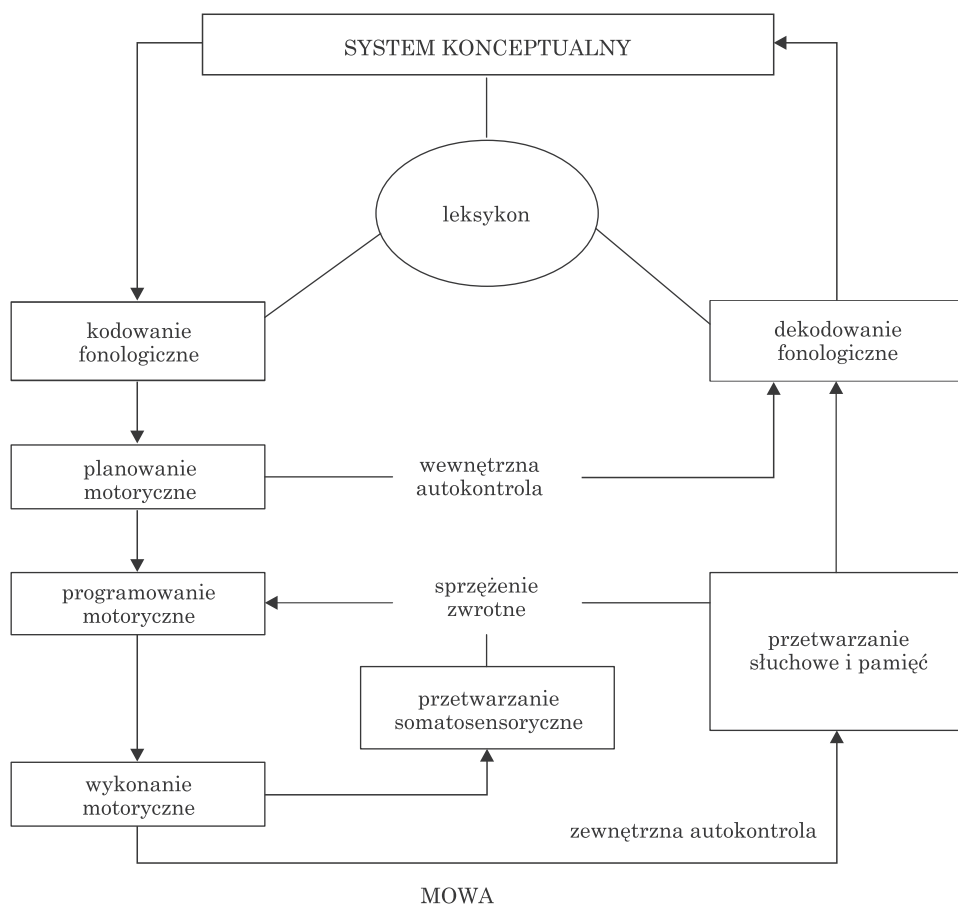 SYSTEM KONCEPTUALNY
leksykon
kodowanie
fonologiczne
dekodowanie
fonologiczne
planowanie
motoryczne
wewnętrzna
autokontrola
programowanie
motoryczne
sprzężenie
zwrotne
przetwarzanie
słuchowe i pamięć
przetwarzanie
somatosensoryczne
wykonanie
motoryczne
zewnętrzna autokontrola
MOWA